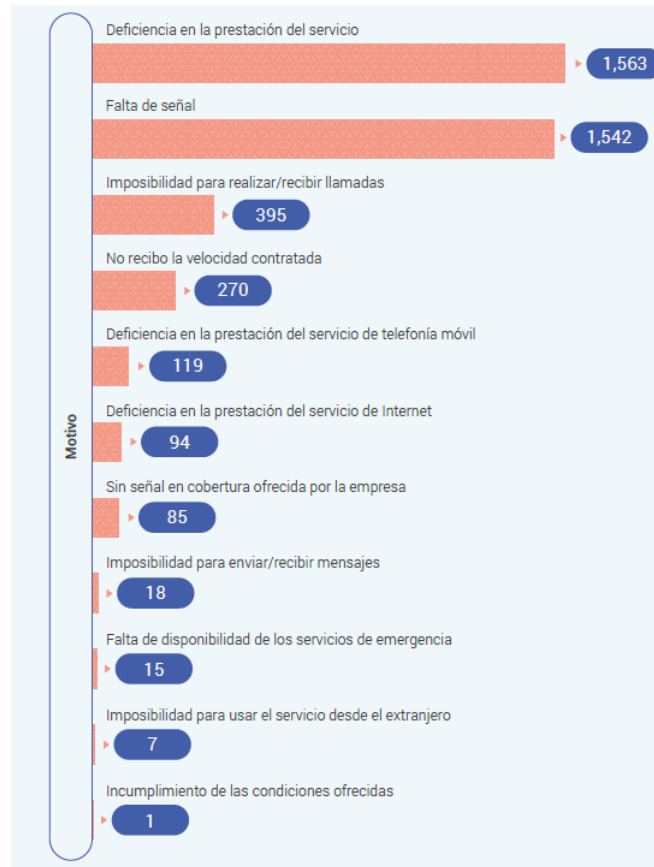 Deficiencia en la prestación del servicio
1,563
Falta de señal
1,542
Imposibilidad para realizar/recibir llamadas
395
No recibo la velocidad contratada
270
Deficiencia en la prestación del servicio de telefonía móvil
119
Deficiencia en la prestación del servicio de Internet
94
Motivo
Sin señal en cobertura ofrecida por la empresa
85
Imposibilidad para enviar/recibir mensajes
18
Falta de disponibilidad de los servicios de emergencia
15
Imposibilidad para usar el servicio desde el extranjero
7
Incumplimiento de las condiciones ofrecidas
1